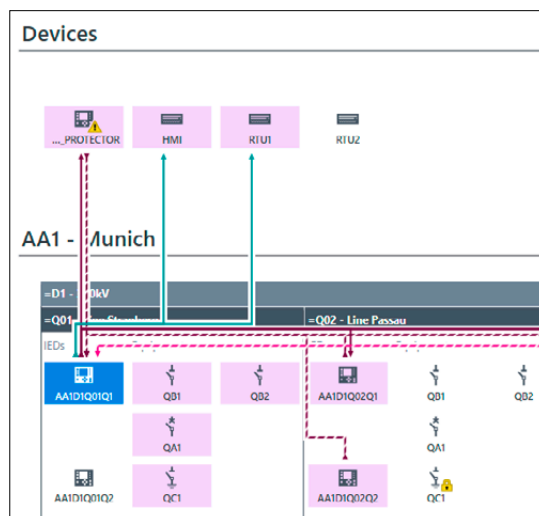 Devices
..._PROTECTOR HMI RTU1 RTU2
AA1 - Munich
=D1 -
=Q01 =Q02 - Line Passau
IEDs
AA1D1Q01Q1 QB1 QB2 AA1D1Q02Q1 QB1 QB2
QA1 QA1
AA1D1Q01Q2 QC1 AA1D1Q02Q2 QC1